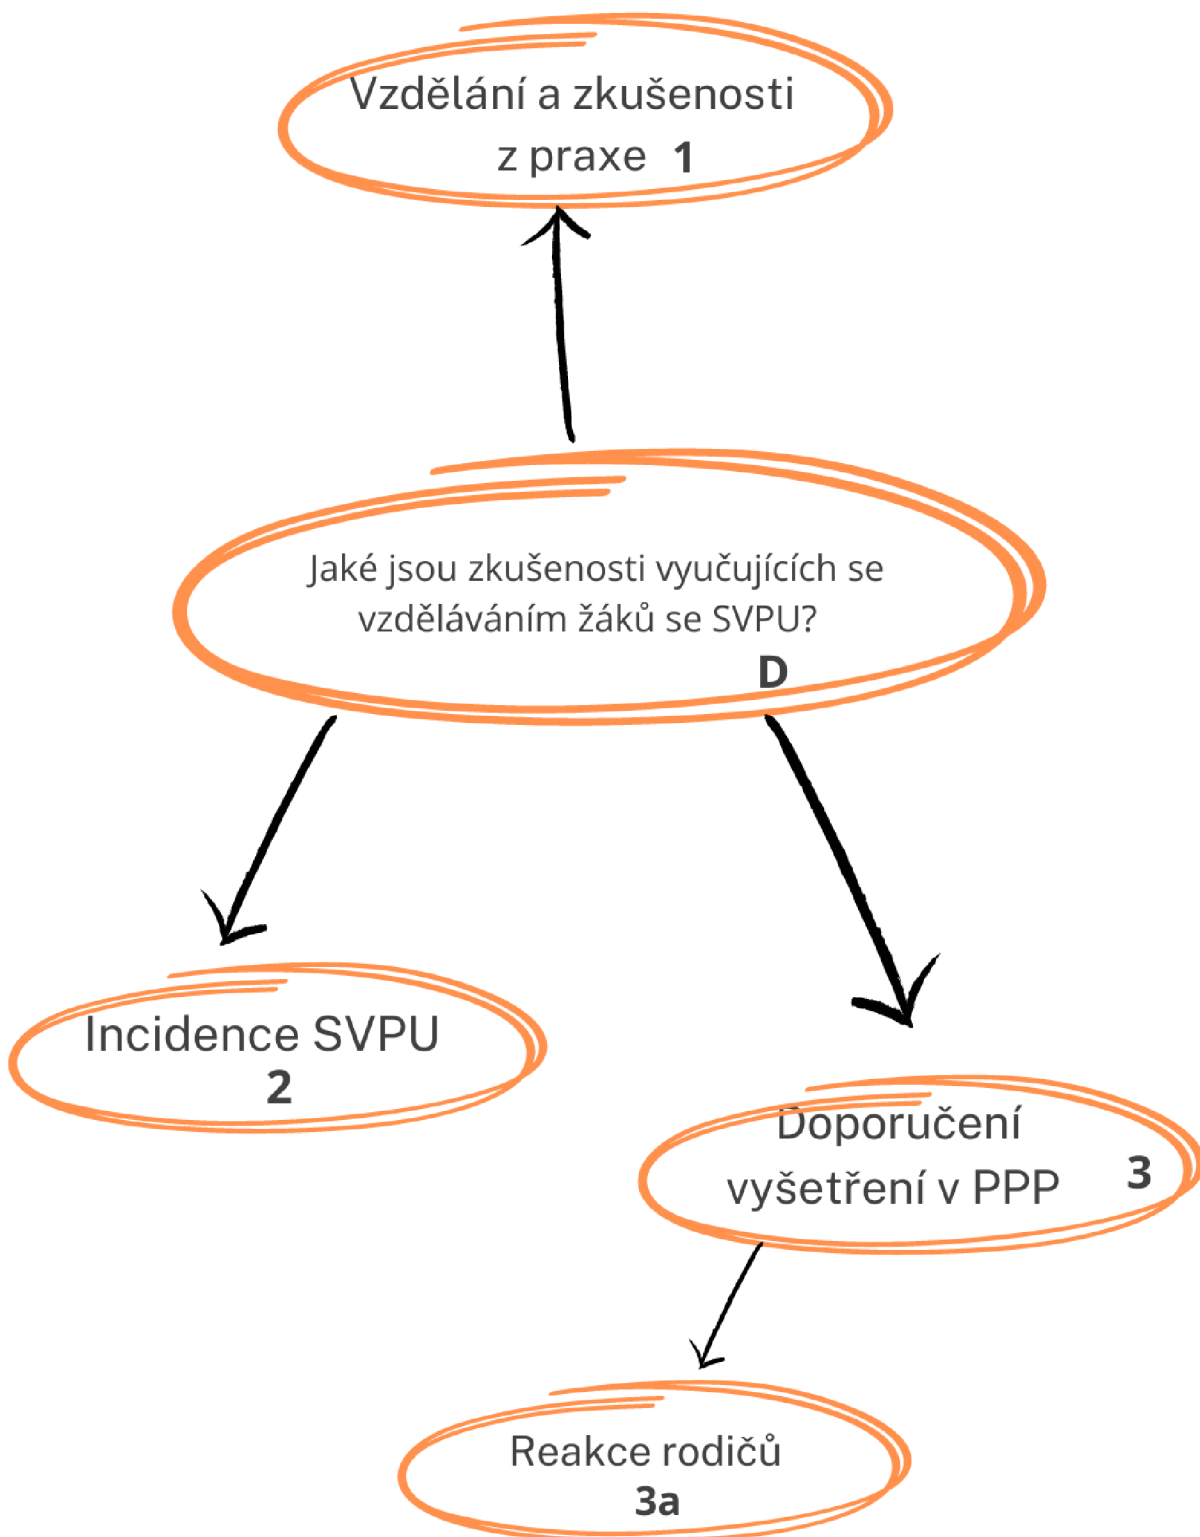 Vzdělání a zkušenosti
z praxe 1
Jaké jsou zkušenosti vyučujících se
vzděláváním žáků se SVPU?
D
Incidence SVPU
2
Doporučení
vyšetření v PPP 3
Reakce rodičů
3a